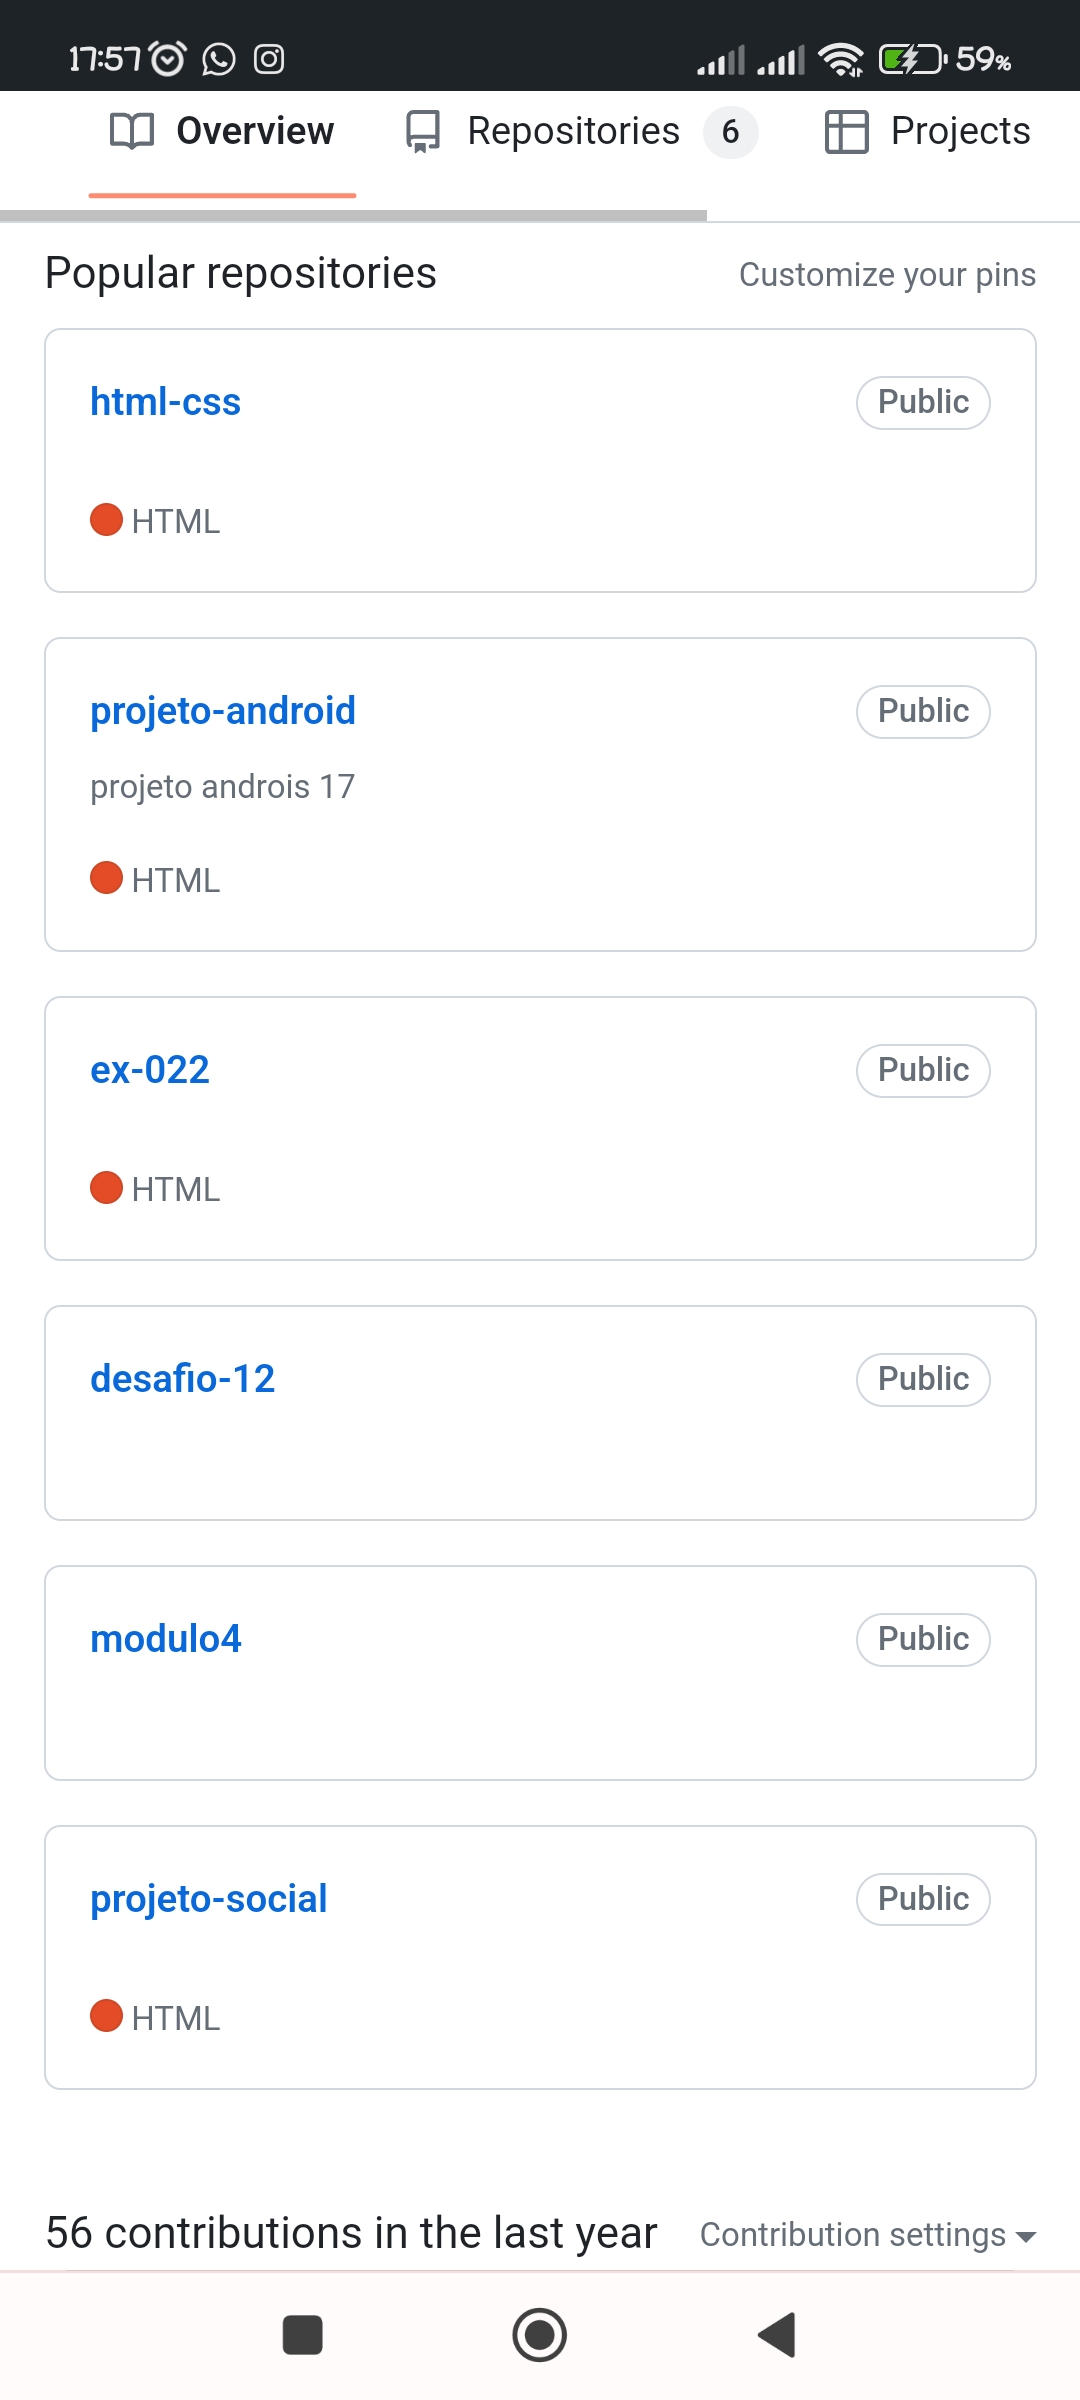 17:57 59%
Overview Repositories 6 Projects
Popular repositories Customize your pins
html-css Public
HTML
projeto-android Public
projeto androis 17
HTML
ex-022 Public
HTML
desafio-12 Public
modulo4 Public
projeto-social Public
HTML
56 contributions in the last year Contribution settings